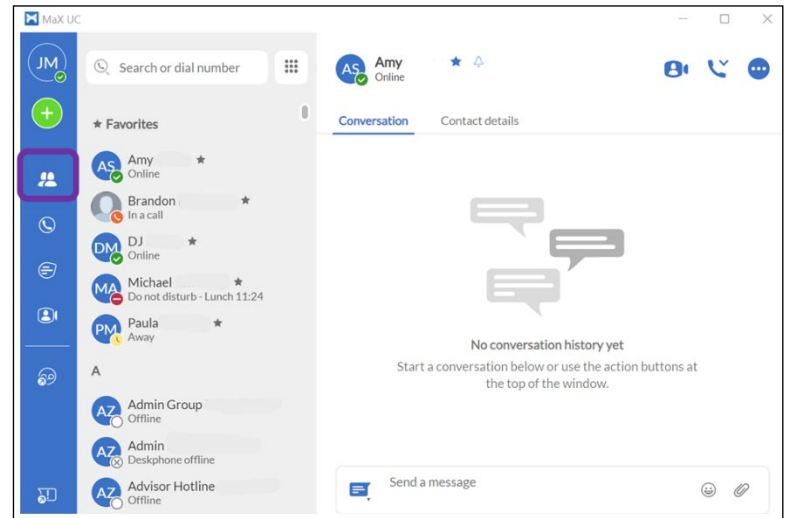 MaX UC
JM
Search or dial number
Favorites
AS Amy
Online
Brandon
In a call
DM DJ
Online
MA Michael
Do not disturb - Lunch 11:24
PM Paula
Away
A
AZ Admin Group
Offline
AZ Admin
Deskphone offline
AZ Advisor Hotline
Offline
AS Amy
Online
Conversation Contact details
No conversation history yet
Start a conversation below or use the action buttons at
the top of the window.
Send a message